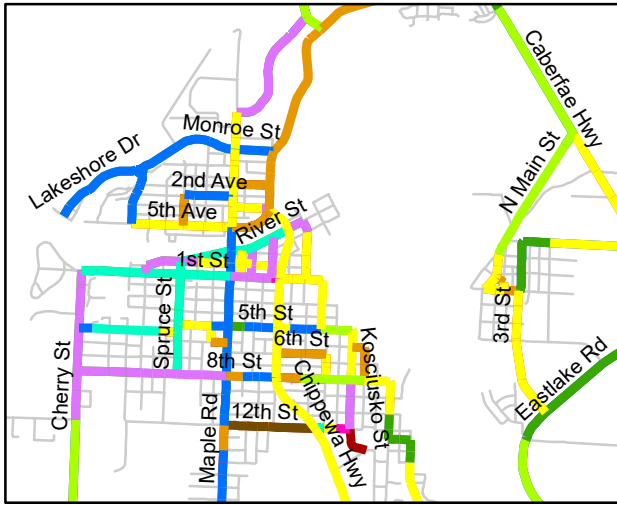 Caberfae Hwy
Monroe St
Lakeshore Dr
N Main St
2nd Ave
5th Ave
River St
1st St
3rd St
Spruce St
5th St
6th St
Kosciusko St
8th St
Cherry St
Chippewa Hwy
Eastlake Rd
Maple Rd
12th St